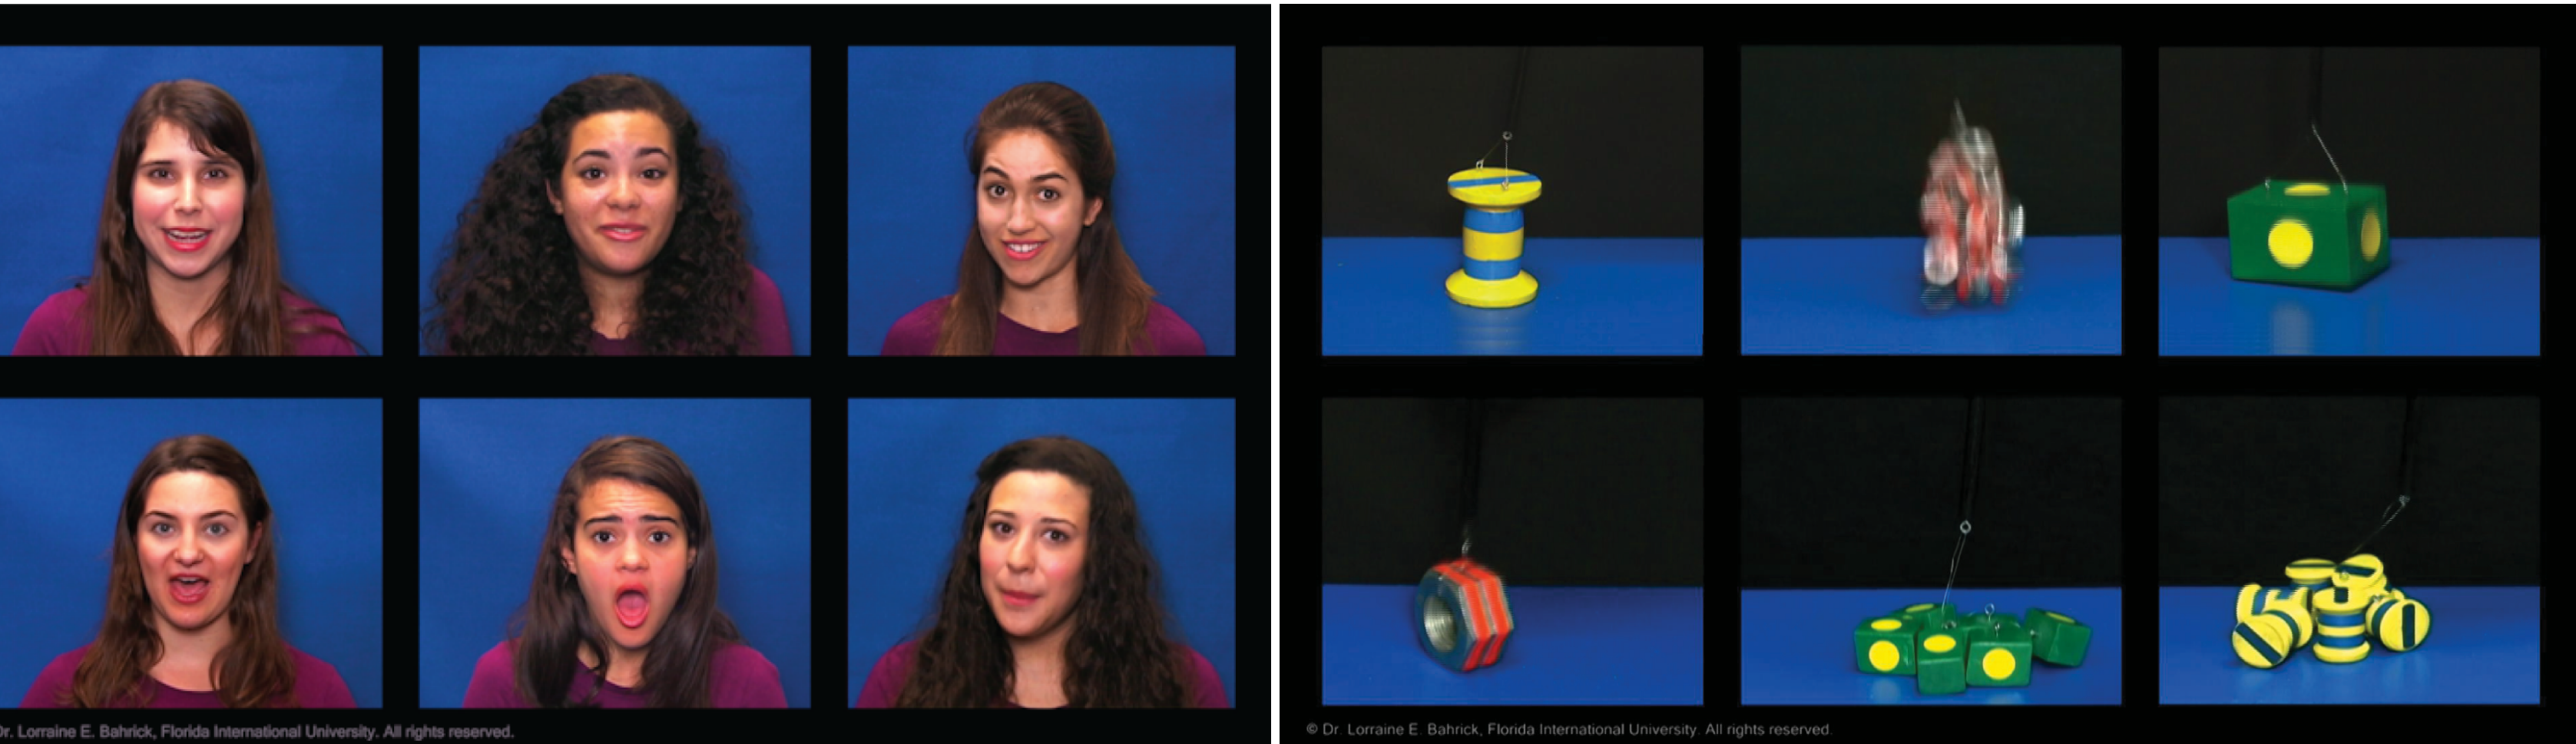 Dr. Lorraine E. Bahrick, Florida International University. All rights reserved.
© Dr. Lorraine E. Bahrick, Florida International University. All rights reserved.